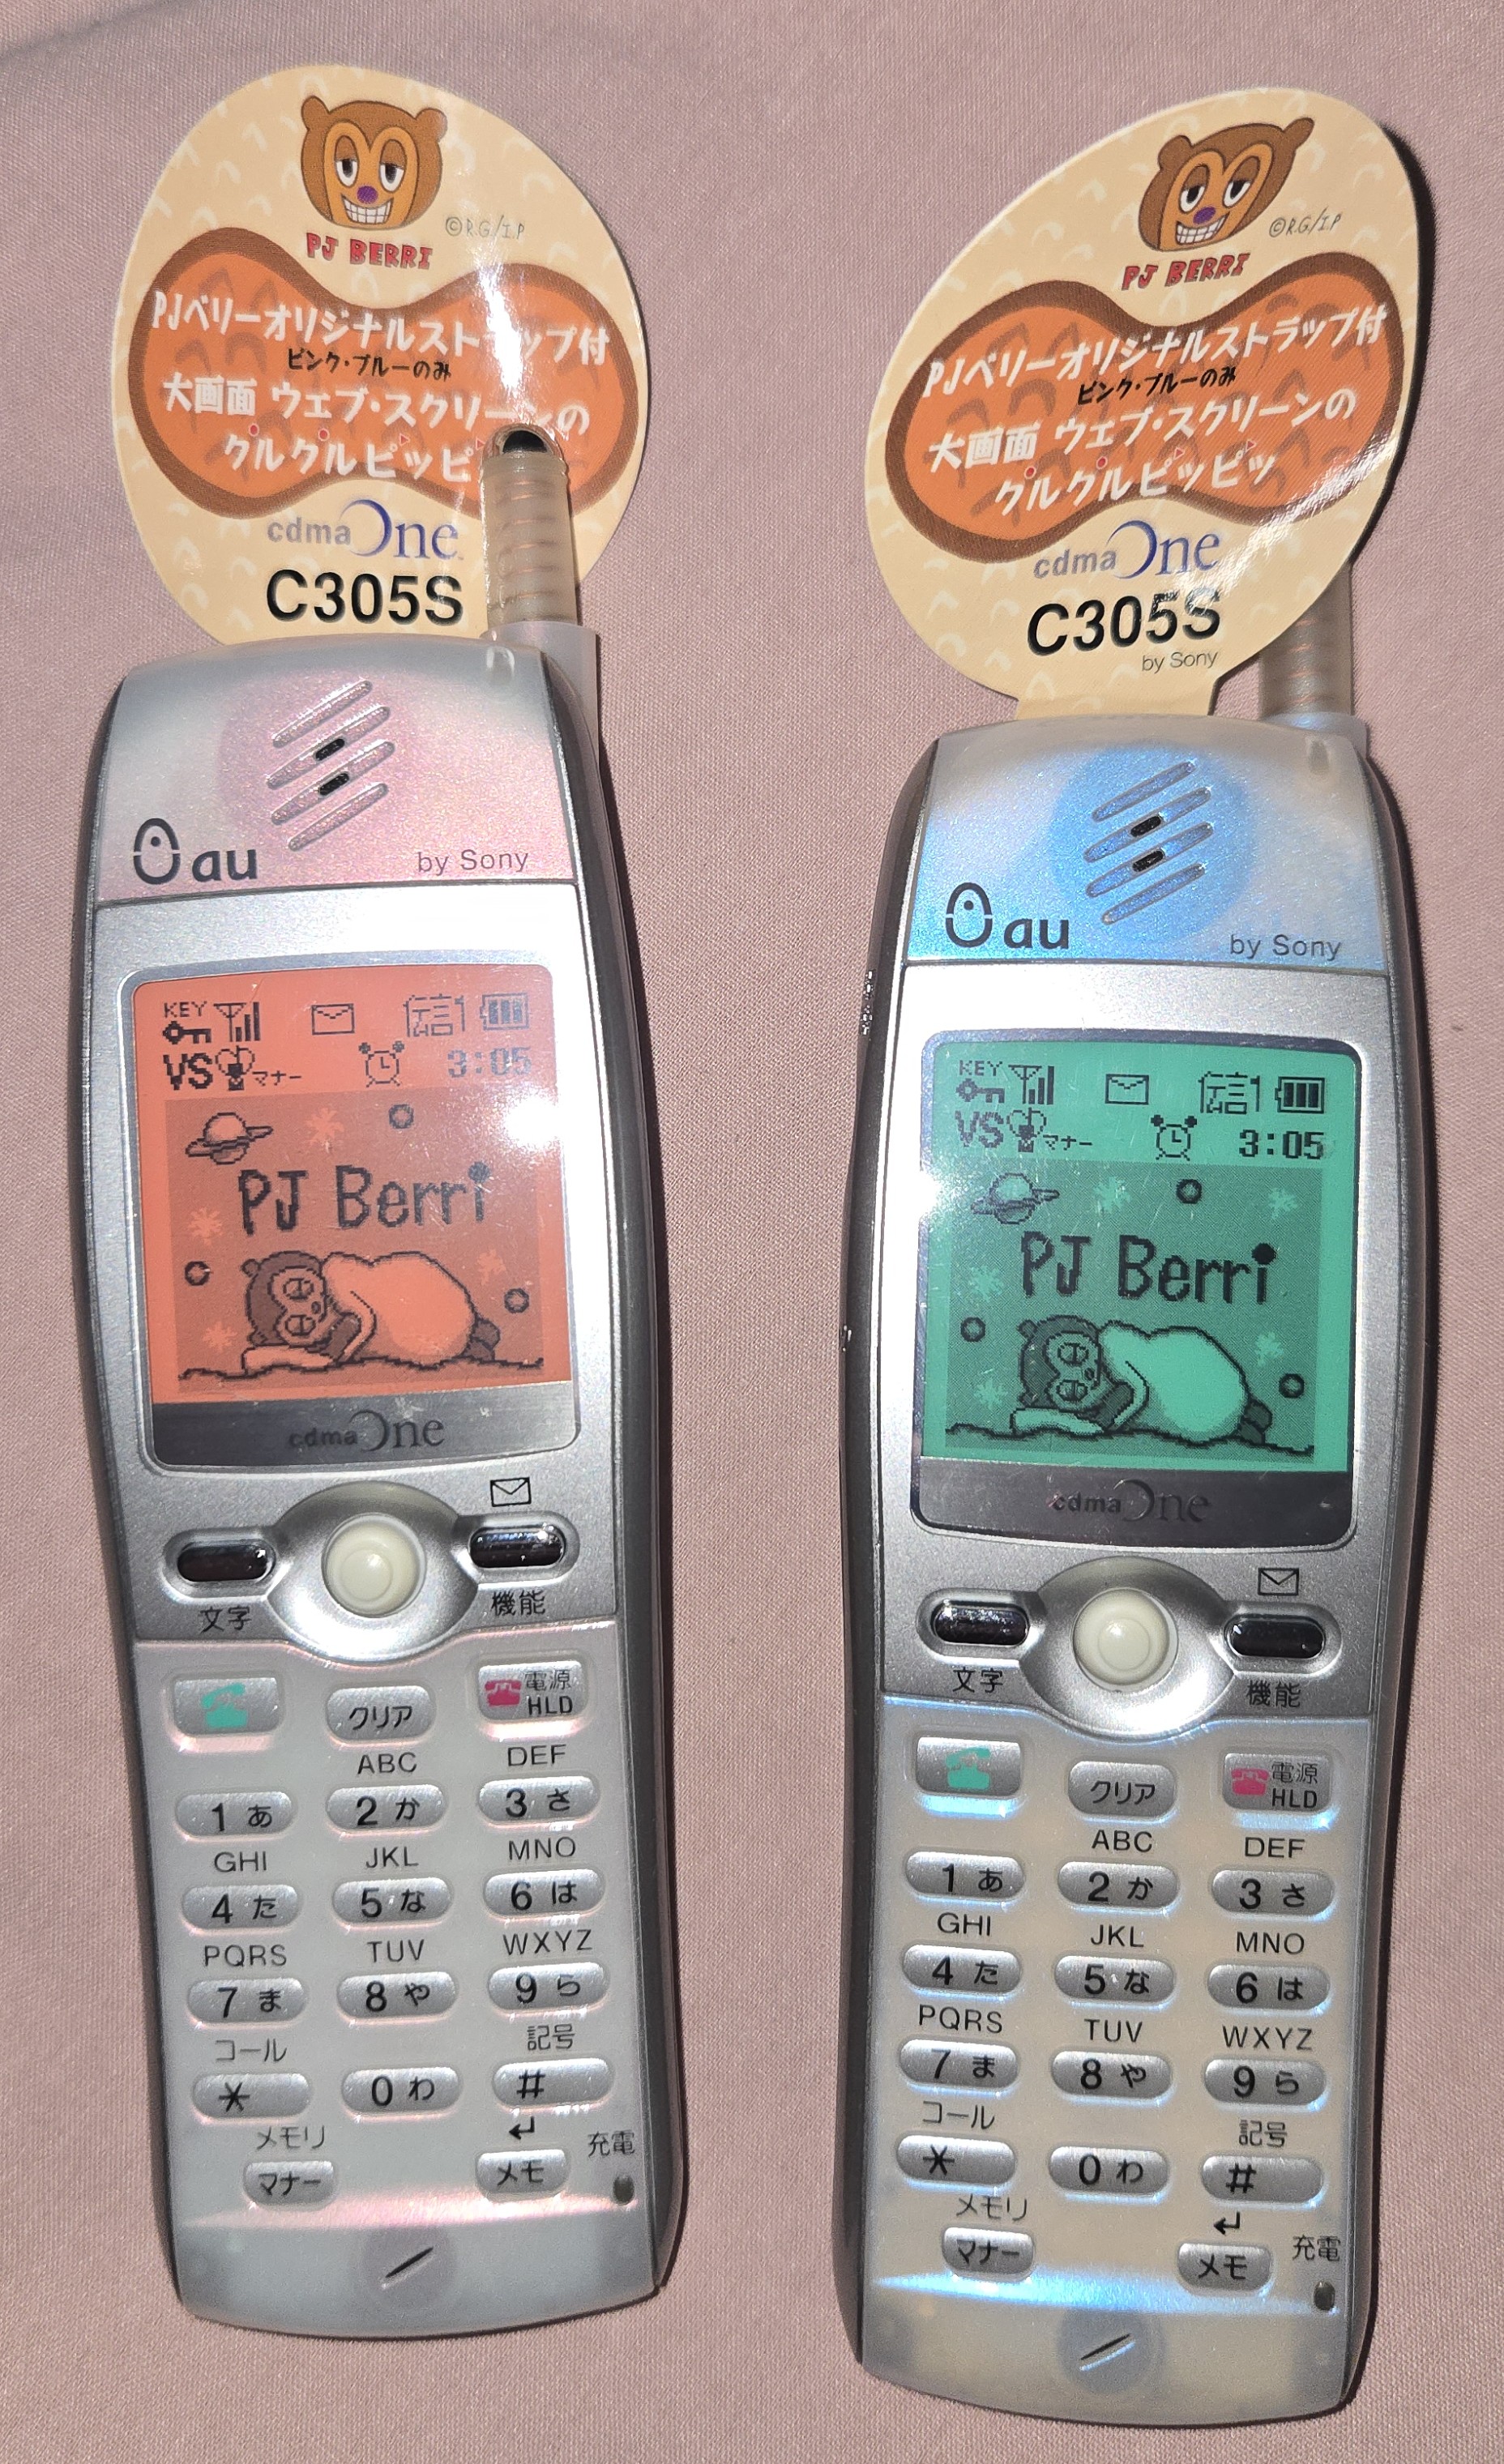 PJ BERRI
©R.G/I.P
PJベリーオリジナルストラップ付
ピンク・ブルーのみ
大画面 ウェブ・スクリーンの
グルグルピッピ
cdmaOne
C305S
au
by Sony
KEY
伝言1
VS マナー
3:05
PJ Berri
cdmaOne
文字
機能
クリア
電源
HLD
ABC
DEF
1 あ
2 か
3 さ
GHI
JKL
MNO
4 た
5 な
6 は
PQRS
TUV
WXYZ
7 ま
8 や
9 ら
コール
記号
*
0 わ
#
メモリ
↵
充電
マナー
メモ
PJ BERRI
©R.G/I.P
PJベリーオリジナルストラップ付
ピンク・ブルーのみ
大画面 ウェブ・スクリーンの
グルグルピッピッ
cdmaOne
C305S
by Sony
au
by Sony
KEY
伝言1
VS マナー
3:05
PJ Berri
cdmaOne
文字
機能
クリア
電源
HLD
ABC
DEF
1 あ
2 か
3 さ
GHI
JKL
MNO
4 た
5 な
6 は
PQRS
TUV
WXYZ
7 ま
8 や
9 ら
コール
記号
*
0 わ
#
メモリ
↵
充電
マナー
メモ